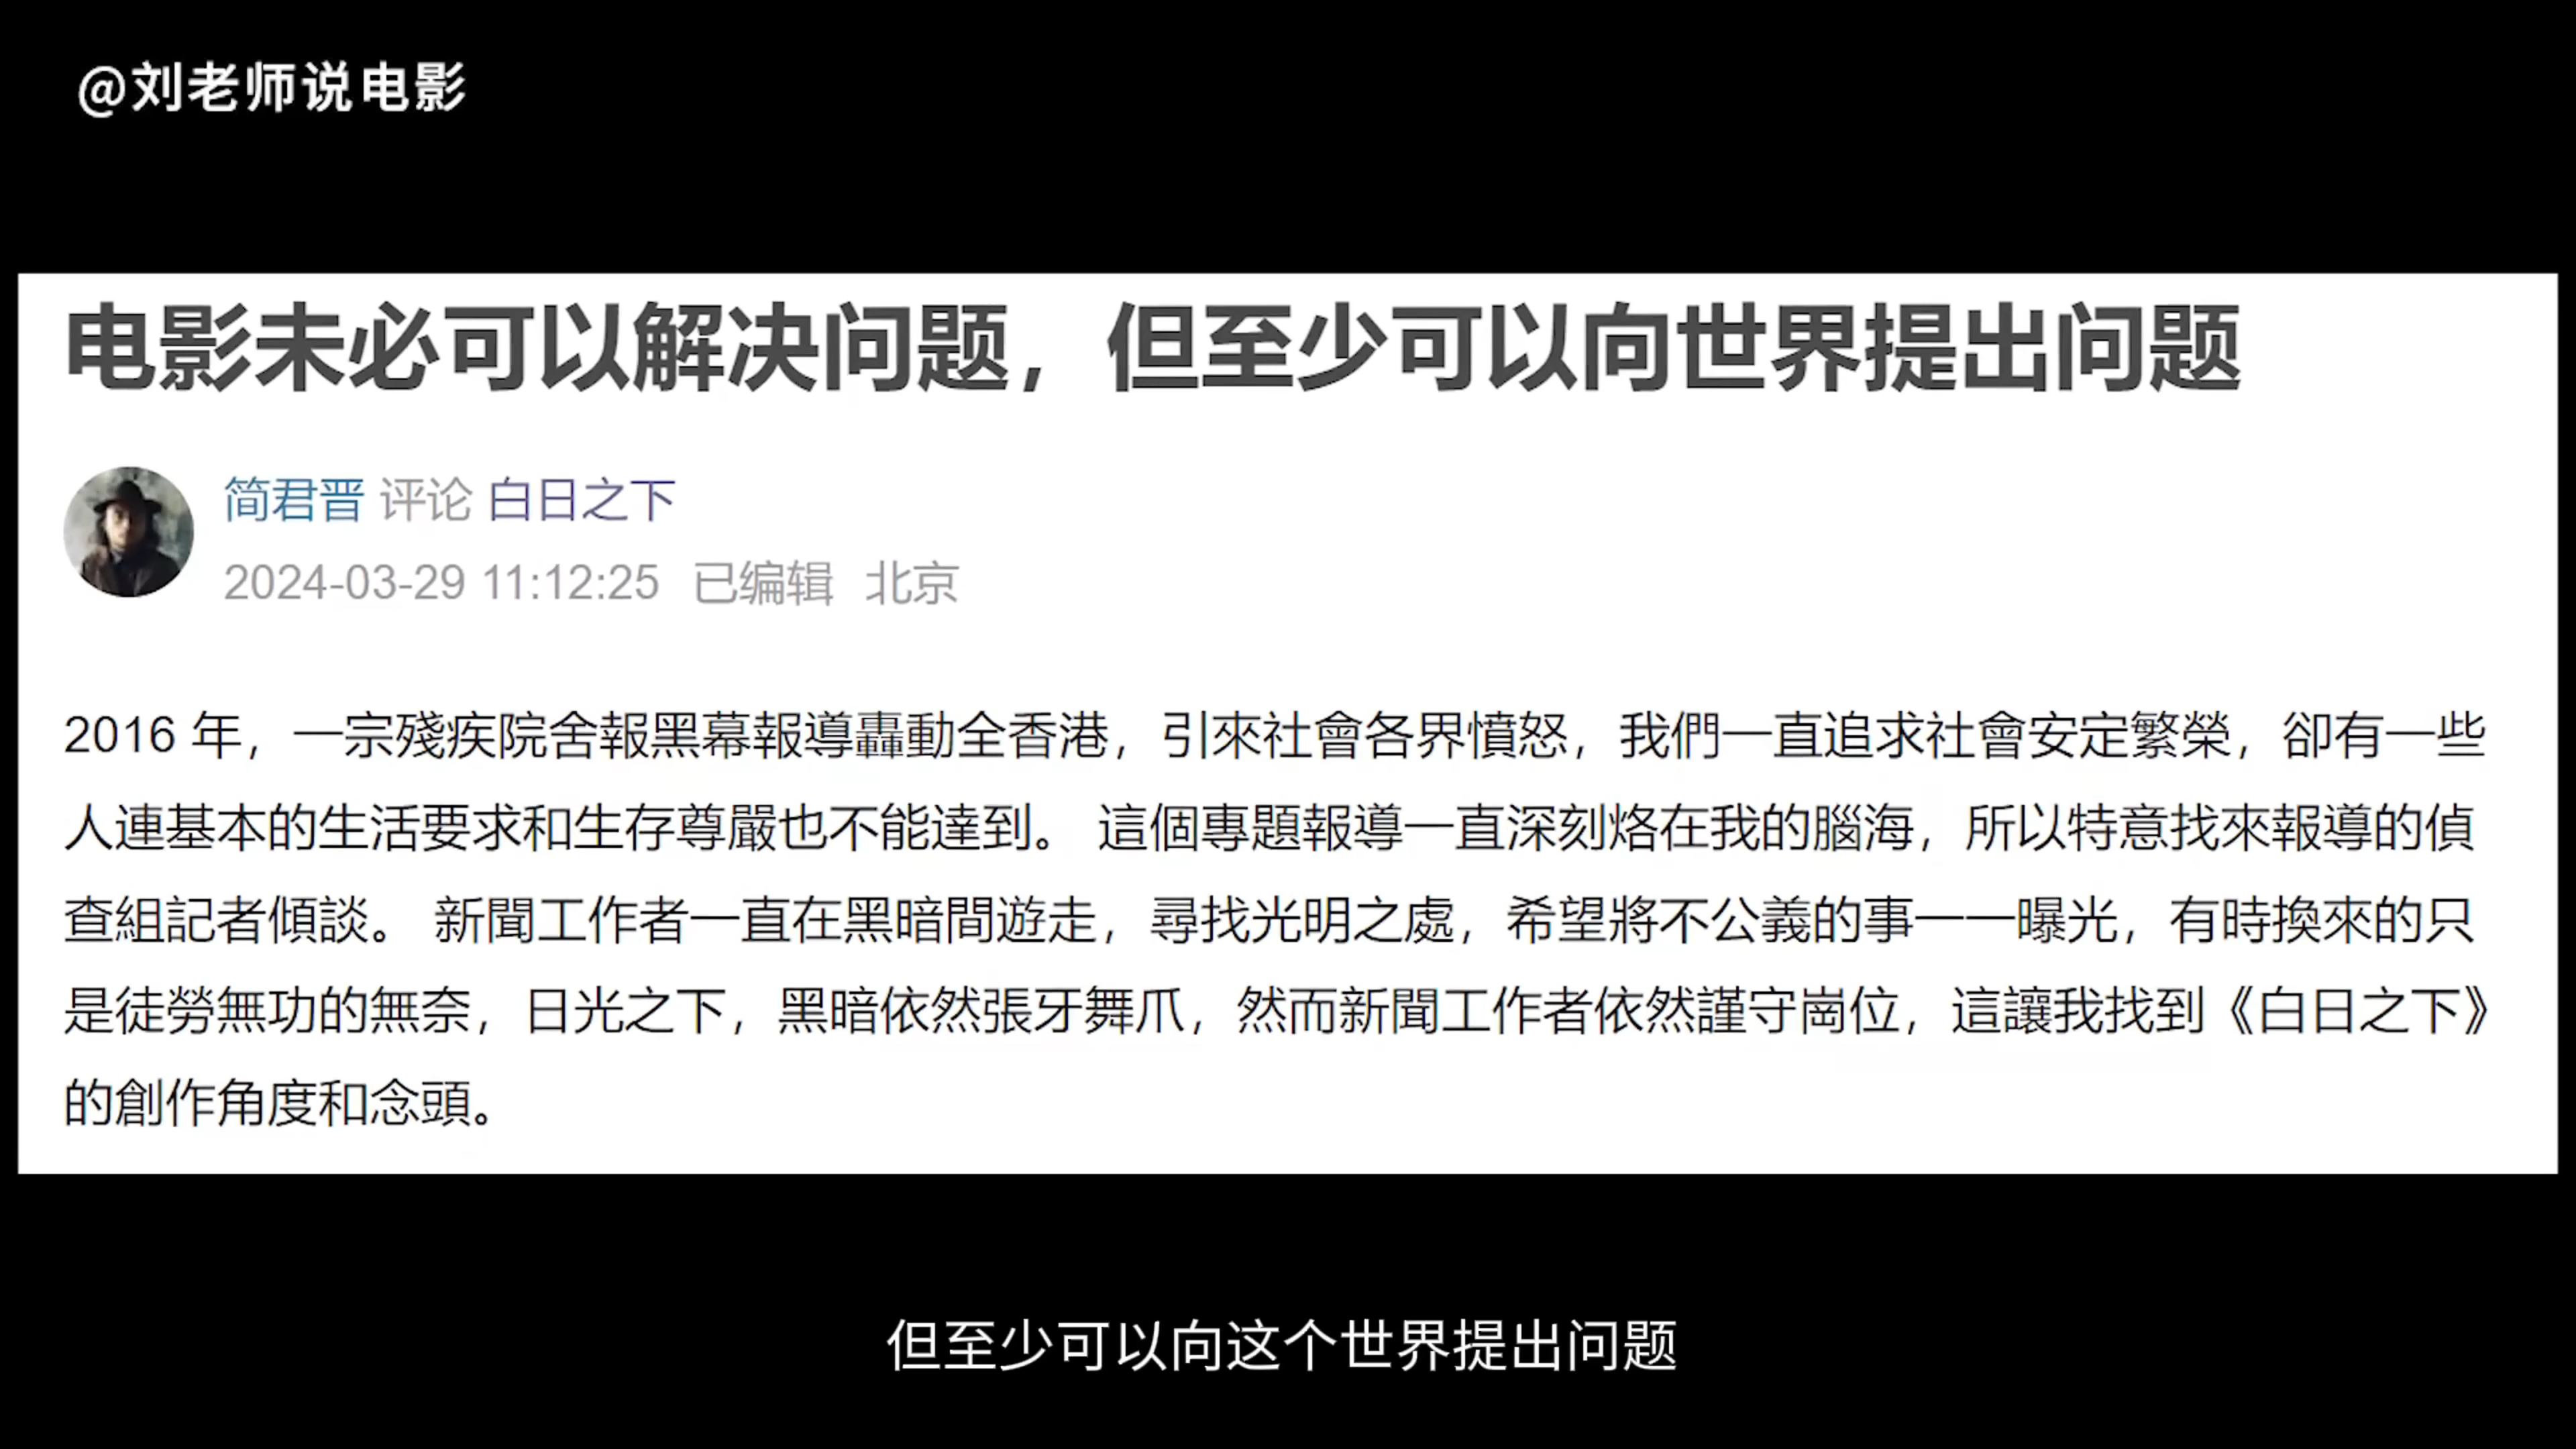 @刘老师说电影
电影未必可以解决问题，但至少可以向世界提出问题
简君晋 评论 白日之下
2024-03-29 11:12:25 已编辑 北京
2016 年，一宗殘疾院舍報黑幕報導轟動全香港，引來社會各界憤怒，我們一直追求社會安定繁榮，卻有一些
人連基本的生活要求和生存尊嚴也不能達到。 這個專題報導一直深刻烙在我的腦海，所以特意找來報導的偵
查組記者傾談。 新聞工作者一直在黑暗間遊走，尋找光明之處，希望將不公義的事一一曝光，有時換來的只
是徒勞無功的無奈，日光之下，黑暗依然張牙舞爪，然而新聞工作者依然謹守崗位，這讓我找到《白日之下》
的創作角度和念頭。
但至少可以向这个世界提出问题